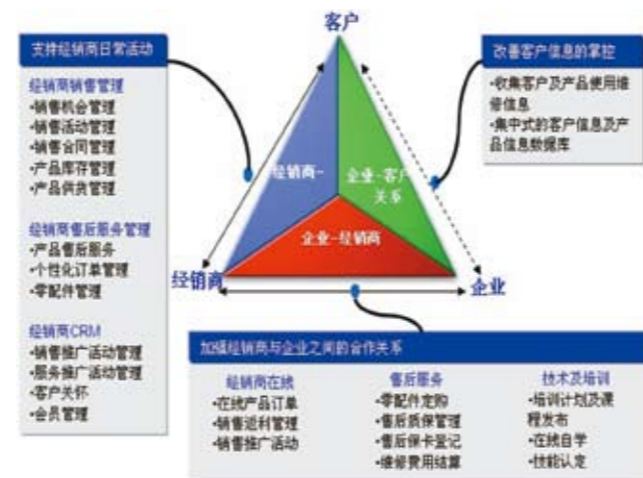 客户
支持经销商日常活动
经销商销售管理
•销售机会管理
•销售活动管理
•销售合同管理
•产品库存管理
•产品供货管理
经销商售后服务管理
•产品售后服务
•个性化订单管理
•零配件管理
经销商CRM
•销售推广活动管理
•服务推广活动管理
•客户关怀
•会员管理
改善客户信息的掌控
•收集客户及产品使用维
修信息
•集中式的客户信息及产
品信息数据库
经销商-
企业-客户
关系
企业-经销商
经销商
企业
加强经销商与企业之间的合作关系
经销商在线
•在线产品订单
•销售返利管理
•销售推广活动
售后服务
•零配件定购
•售后质保管理
•售后保卡登记
•维修费用结算
技术及培训
•培训计划及课
程发布
•在线自学
•技能认定